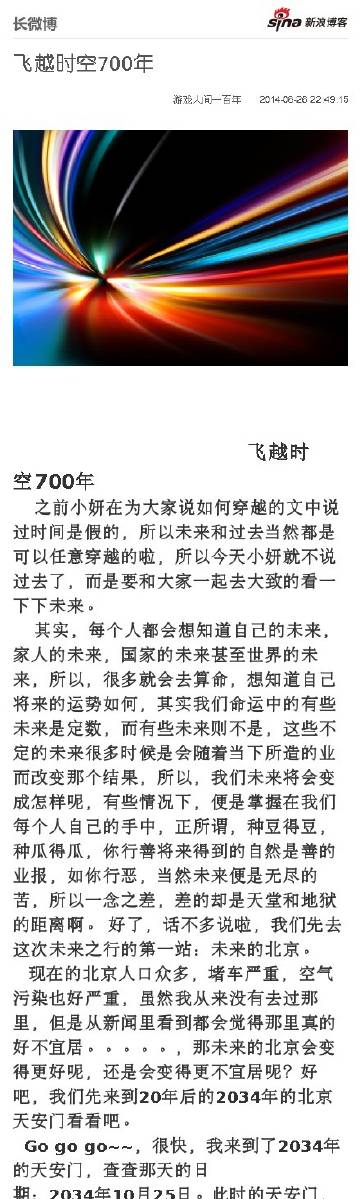 长微博
sina 新浪博客
飞越时空700年
游戏人间一百年 2014-06-26 22:49:15
飞越时
空700年
之前小妍在为大家说如何穿越的文中说
过时间是假的，所以未来和过去当然都是
可以任意穿越的啦，所以今天小妍就不说
过去了，而是要和大家一起去大致的看一
下下未来。
其实，每个人都会想知道自己的未来，
家人的未来，国家的未来甚至世界的未
来，所以，很多就会去算命，想知道自己
将来的运势如何，其实我们命运中的有些
未来是定数，而有些未来则不是，这些不
定的未来很多时候是会随着当下所造的业
而改变那个结果，所以，我们未来将会变
成怎样呢，有些情况下，便是掌握在我们
每个人自己的手中，正所谓，种豆得豆，
种瓜得瓜，你行善将来得到的自然是善的
业报，如你行恶，当然未来便是无尽的
苦，所以一念之差，差的却是天堂和地狱
的距离啊。 好了，话不多说啦，我们先去
这次未来之行的第一站：未来的北京。
现在的北京人口众多，堵车严重，空气
污染也好严重，虽然我从来没有去过那
里，但是从新闻里看到都会觉得那里真的
好不宜居。。。。。，那未来的北京会变
得更好呢，还是会变得更不宜居呢？好
吧，我们先来到20年后的2034年的北京
天安门看看吧。
Go go go~~，很快，我来到了2034年
的天安门，查查那天的日
期：2034年10月25日。此时的天安门，